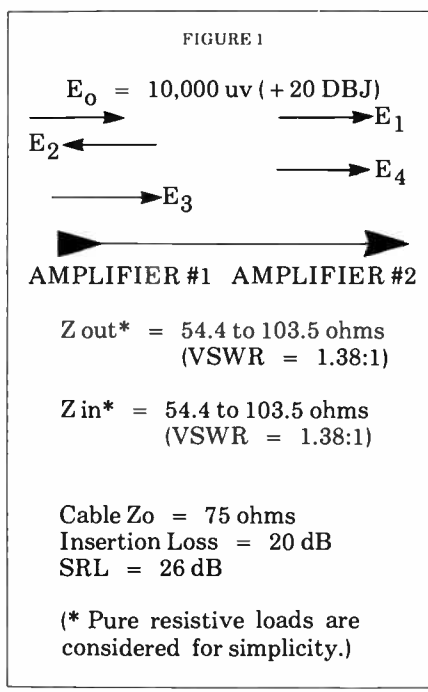 FIGURE 1
E₀ = 10,000 uv (+20 DBJ)
E₁
E₂
E₄
E₃
AMPLIFIER #1 AMPLIFIER #2
Z out* = 54.4 to 103.5 ohms
(VSWR = 1.38:1)
Z in* = 54.4 to 103.5 ohms
(VSWR = 1.38:1)
Cable Zo = 75 ohms
Insertion Loss = 20 dB
SRL = 26 dB
(* Pure resistive loads are
considered for simplicity.)